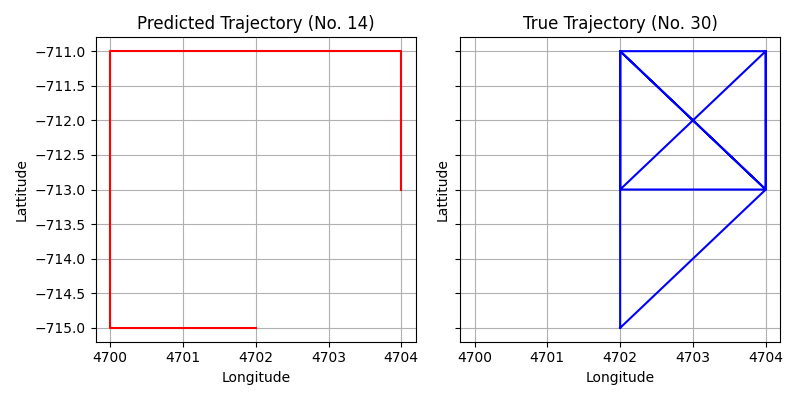 Predicted Trajectory (No. 14)
True Trajectory (No. 30)
−711.0
−711.5
−712.0
−712.5
−713.0
−713.5
−714.0
−714.5
−715.0
Lattitude
Lattitude
4700 4701 4702 4703 4704
4700 4701 4702 4703 4704
Longitude
Longitude